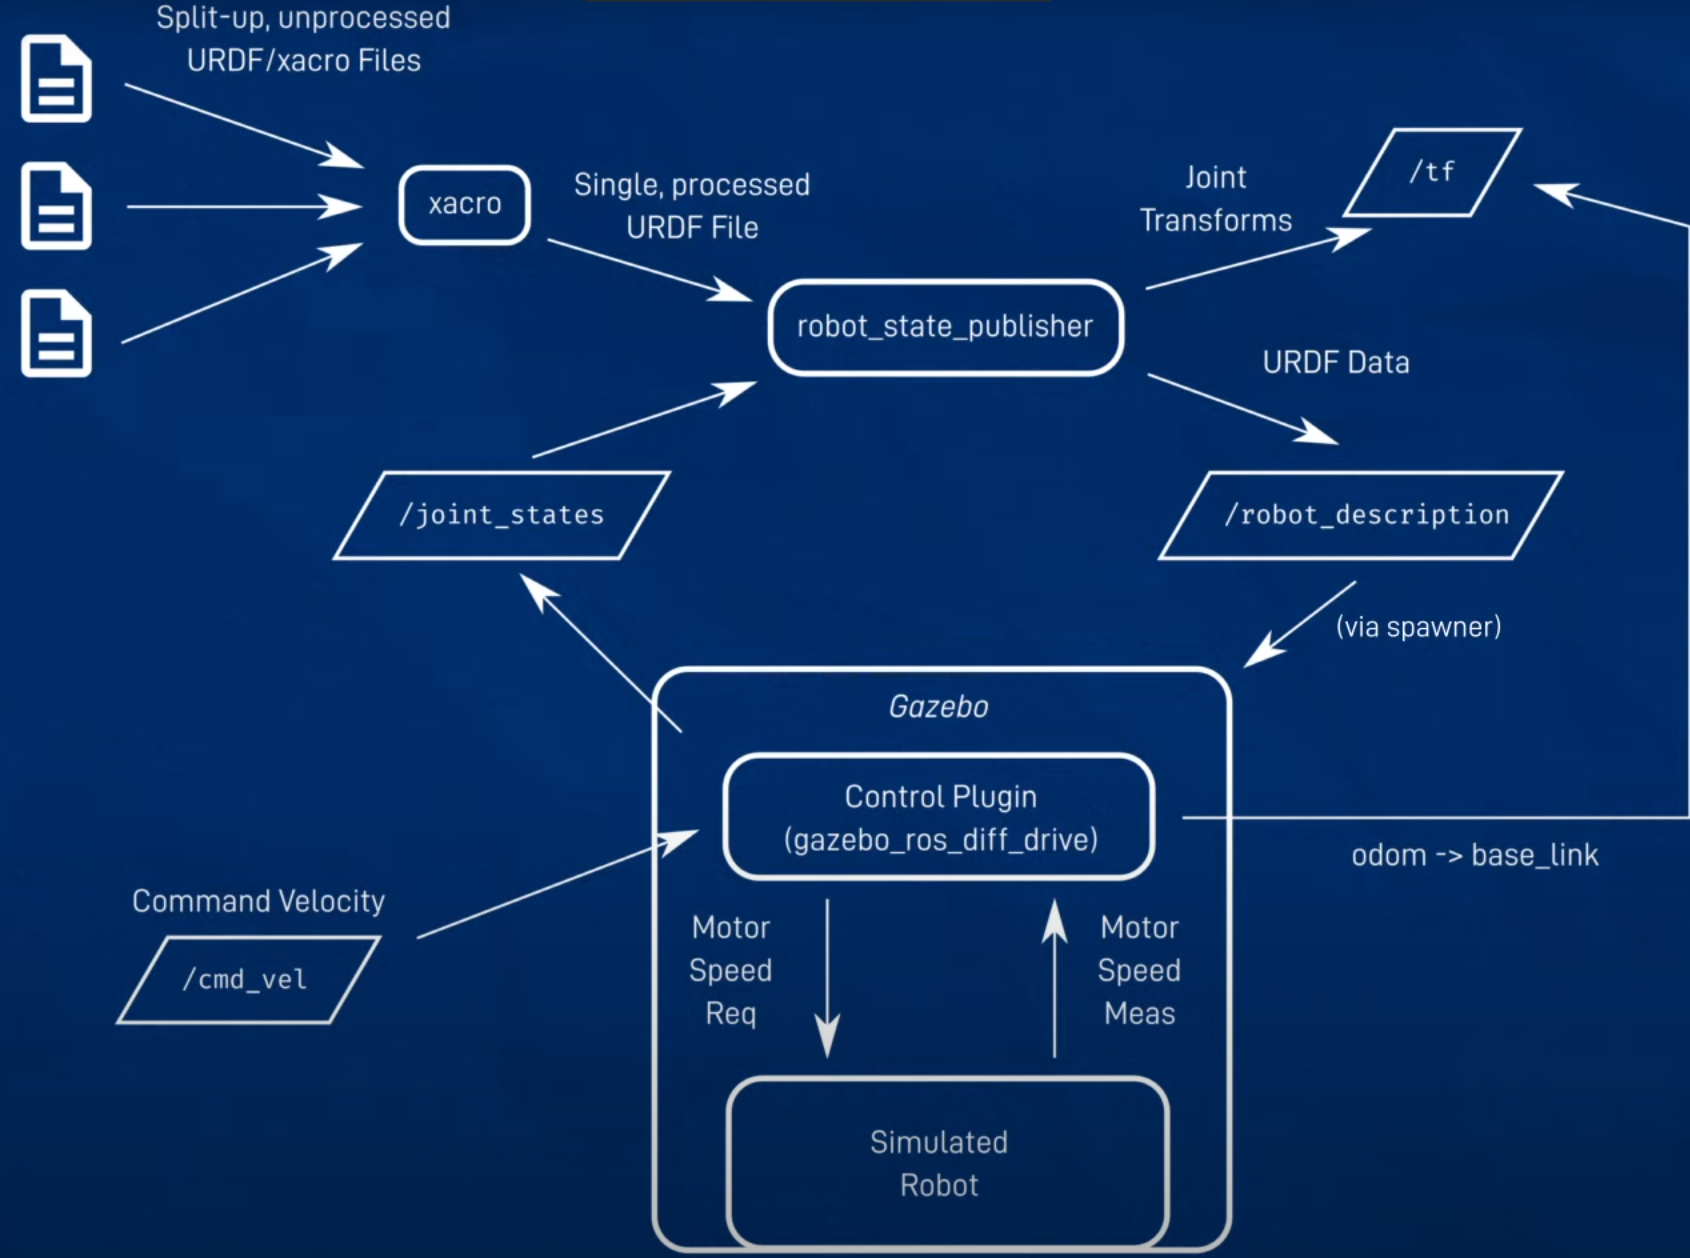 Split-up, unprocessed
URDF/xacro Files
xacro
Single, processed
URDF File
Joint
Transforms
/tf
robot_state_publisher
URDF Data
/joint_states
/robot_description
(via spawner)
Gazebo
Control Plugin
(gazebo_ros_diff_drive)
odom -> base_link
Command Velocity
/cmd_vel
Motor
Speed
Req
Motor
Speed
Meas
Simulated
Robot